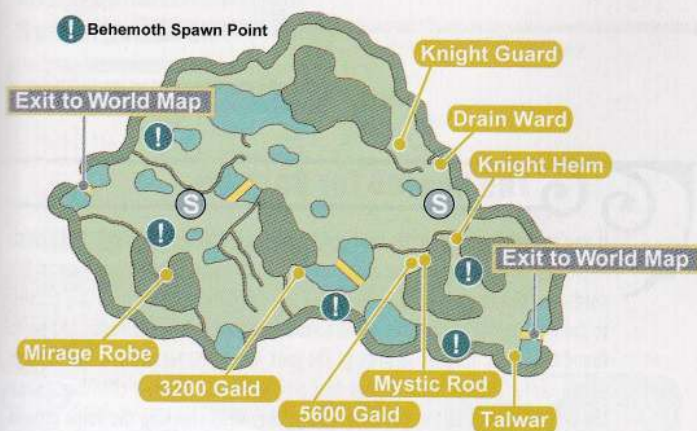 ! Behemoth Spawn Point
Knight Guard
Exit to World Map
Drain Ward
!
Knight Helm
S
S
!
!
Exit to World Map
!
!
Mirage Robe
3200 Gald
Mystic Rod
5600 Gald
Talwar